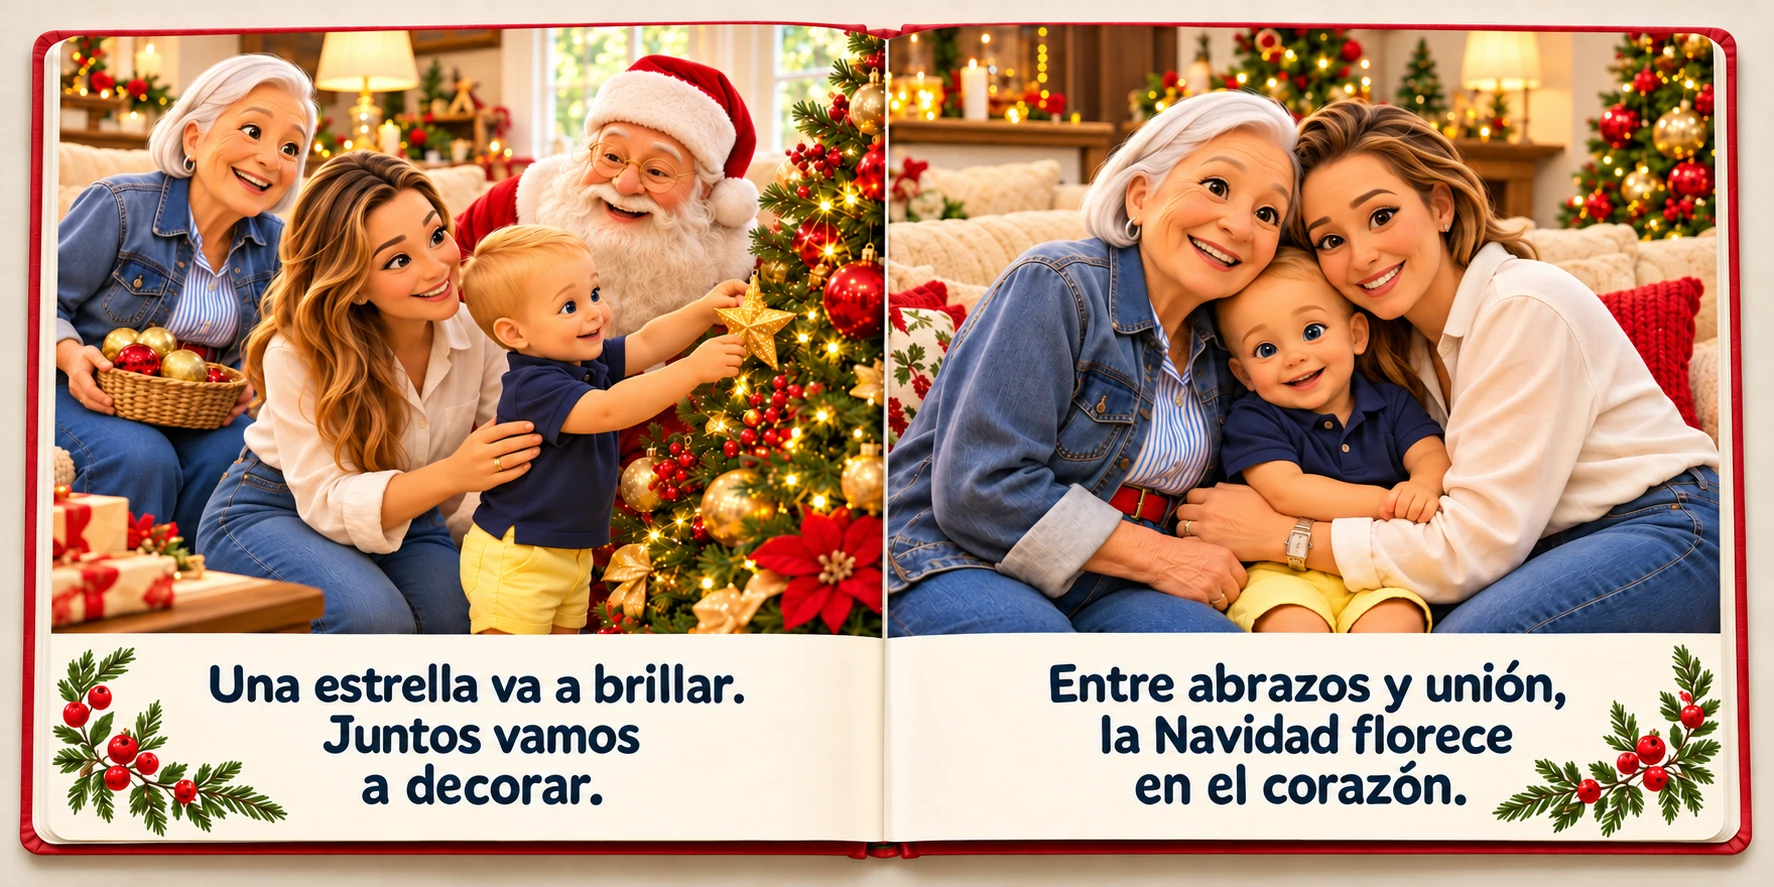 Una estrella va a brillar.
Juntos vamos
a decorar.
Entre abrazos y unión,
la Navidad florece
en el corazón.